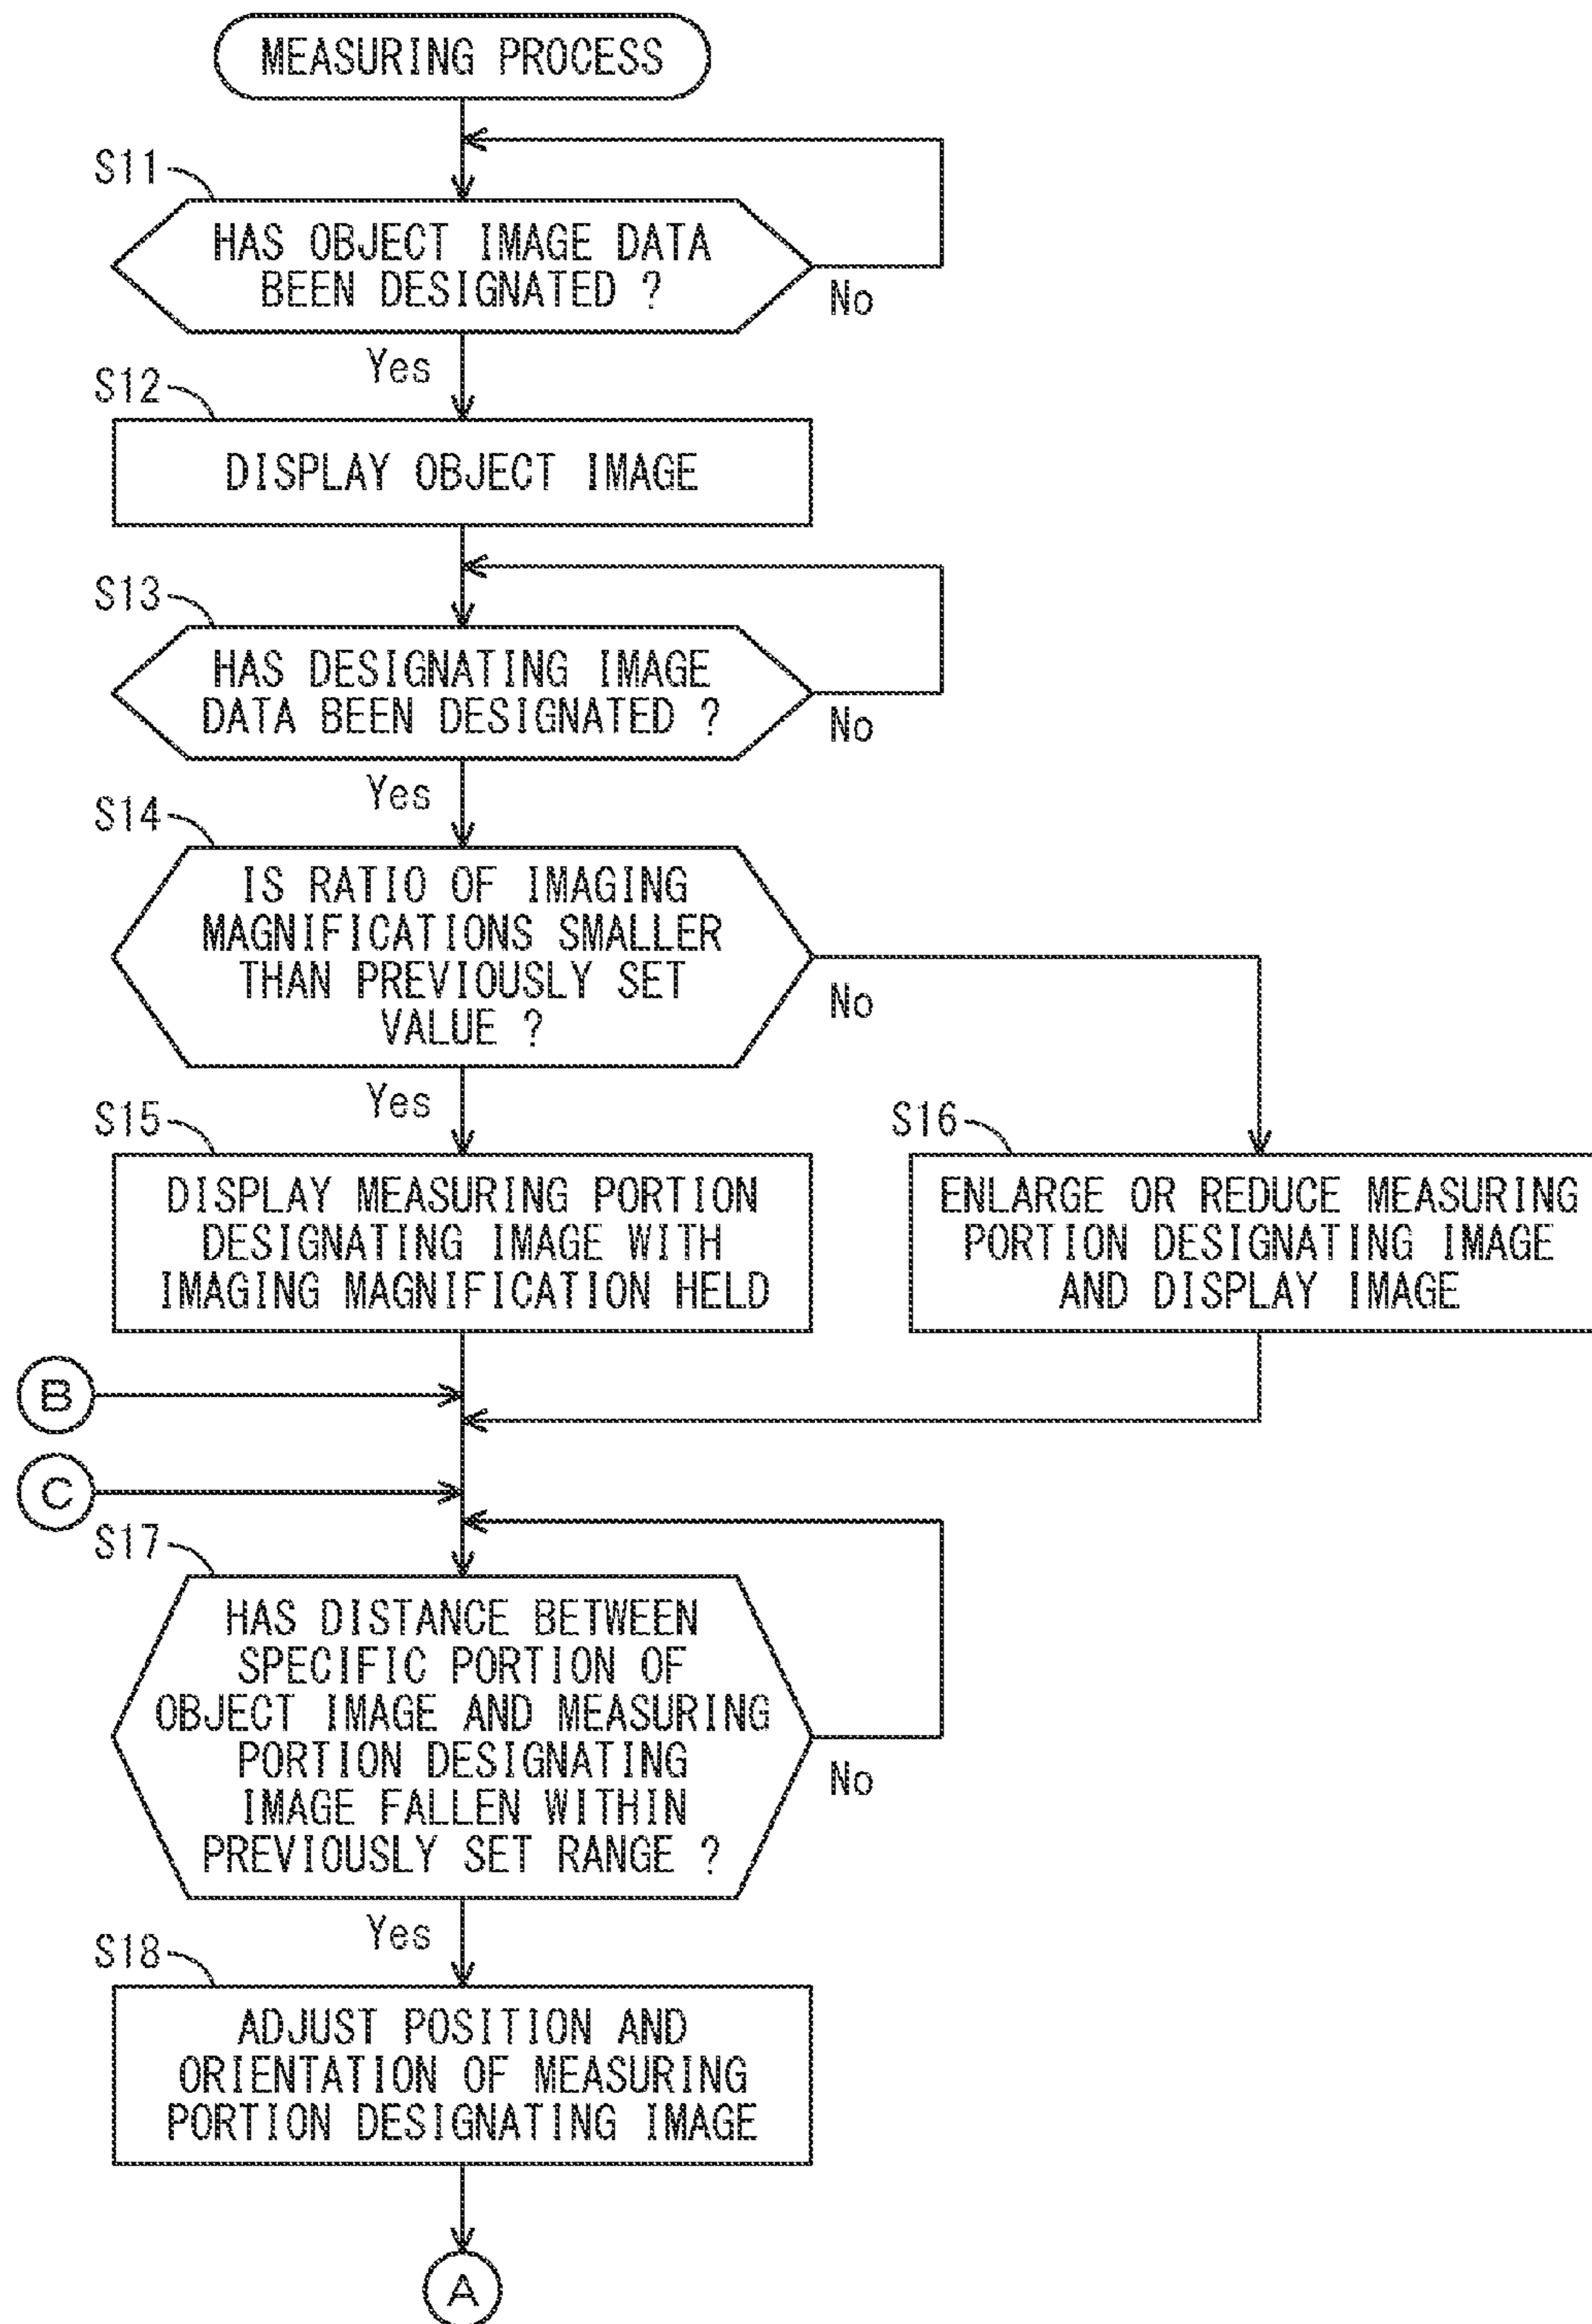 MEASURING PROCESS
S11
HAS OBJECT IMAGE DATA
BEEN DESIGNATED ?
No
Yes
S12
DISPLAY OBJECT IMAGE
S13
HAS DESIGNATING IMAGE
DATA BEEN DESIGNATED ?
No
Yes
S14
IS RATIO OF IMAGING
MAGNIFICATIONS SMALLER
THAN PREVIOUSLY SET
VALUE ?
No
Yes
S15
DISPLAY MEASURING PORTION
DESIGNATING IMAGE WITH
IMAGING MAGNIFICATION HELD
S16
ENLARGE OR REDUCE MEASURING
PORTION DESIGNATING IMAGE
AND DISPLAY IMAGE
B
C
S17
HAS DISTANCE BETWEEN
SPECIFIC PORTION OF
OBJECT IMAGE AND MEASURING
PORTION DESIGNATING
IMAGE FALLEN WITHIN
PREVIOUSLY SET RANGE ?
No
Yes
S18
ADJUST POSITION AND
ORIENTATION OF MEASURING
PORTION DESIGNATING IMAGE
A